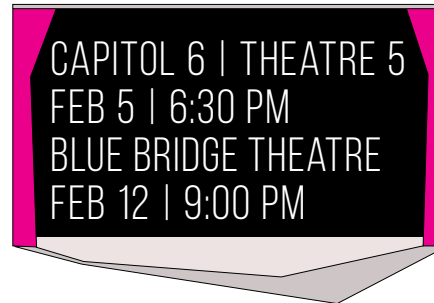 CAPITOL 6 | THEATRE 5
FEB 5 | 6:30 PM
BLUE BRIDGE THEATRE
FEB 12 | 9:00 PM